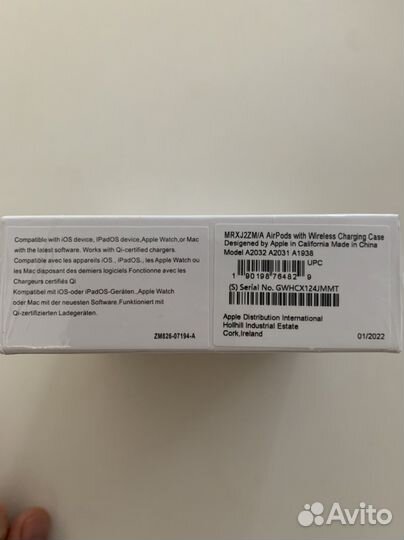 Compatible with iOS device, IPadOS device,Apple Watch,or Mac
with the latest software. Works with Qi-certified chargers.
Compatible avec les appareils iOS., iPadOS., les Apple Watch ou
les Mac disposant des derniers logiciels Fonctionne avec les
Chargeurs certifiés Qi
Kompatibel mit iOS-oder iPadOS-Geräten.,Apple Watch
oder Mac mit der neuesten Software.Funktioniert mit
Qi-zertifizierten Ladegeräten.
ZM826-07194-A
MRXJ2ZM/A AirPods with Wireless Charging Case
Desigened by Apple in California Made in China
Model A2032 A2031 A1938
UPC
1 90198 76482 9
(S) Serial No. GWHCX124JMMT
Apple Distribution International
Hollhill Industrial Estate
Cork,Ireland
01/2022
Avito